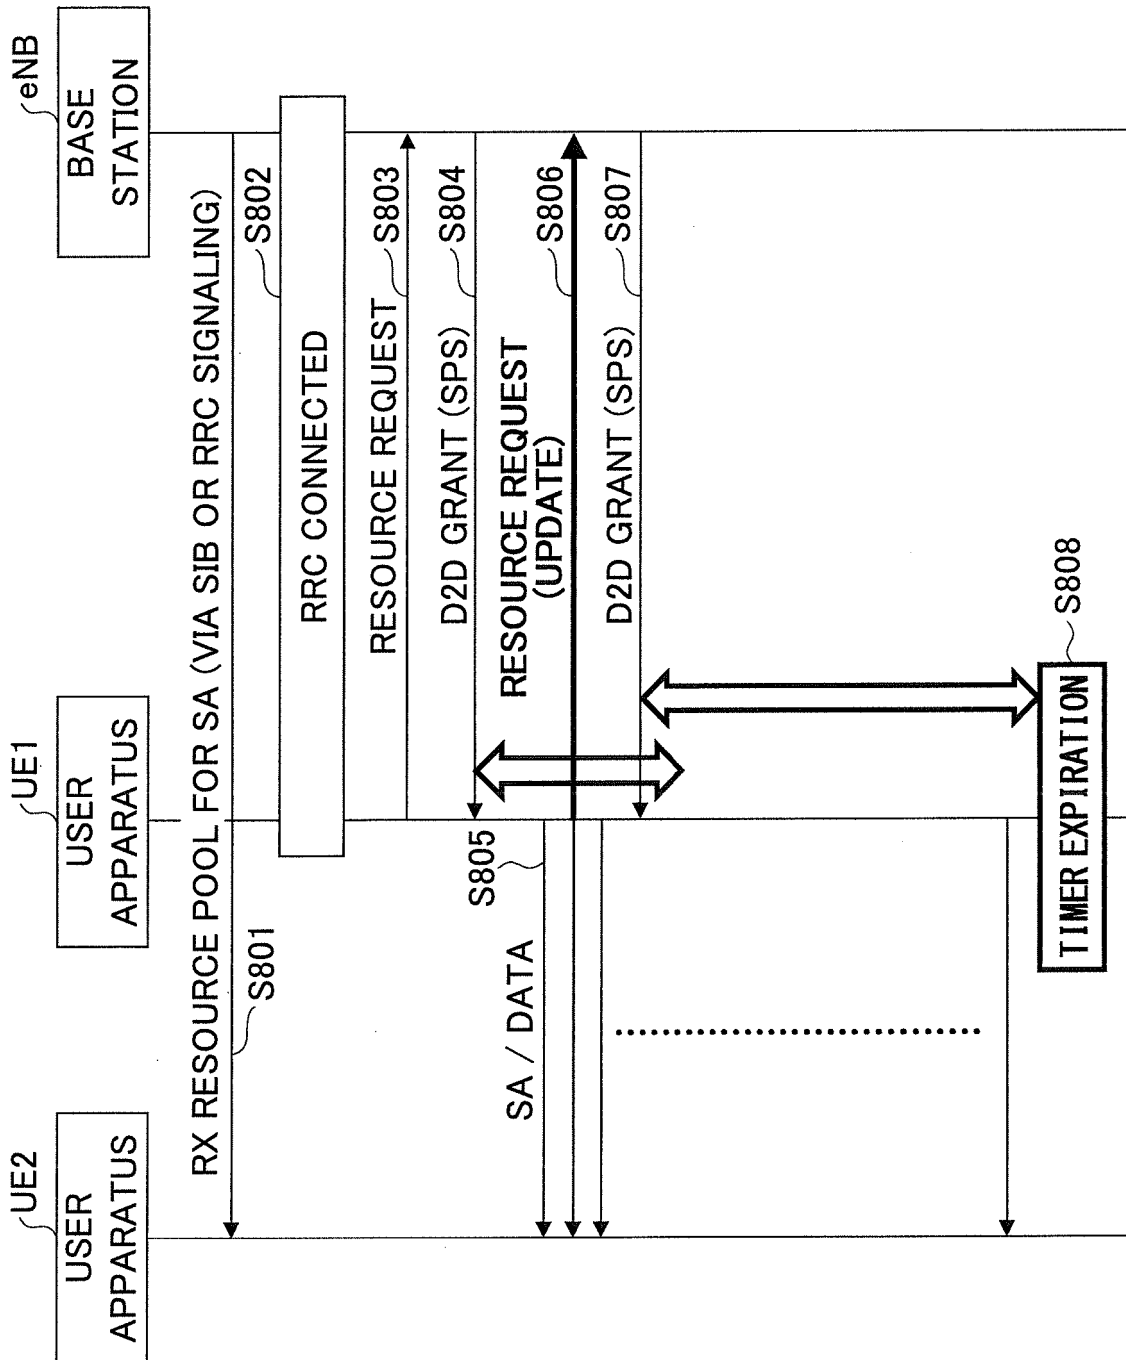 UE2
USER
APPARATUS
UE1
USER
APPARATUS
eNB
BASE
STATION
RX RESOURCE POOL FOR SA (VIA SIB OR RRC SIGNALING)
S801
S802
RRC CONNECTED
RESOURCE REQUEST
S803
D2D GRANT (SPS)
S804
S805
SA / DATA
RESOURCE REQUEST
(UPDATE)
S806
D2D GRANT (SPS)
S807
S808
TIMER EXPIRATION